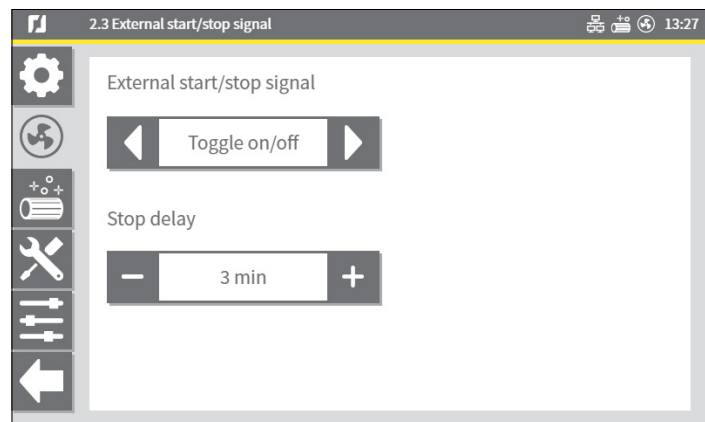 2.3 External start/stop signal
13:27
External start/stop signal
Toggle on/off
Stop delay
3 min